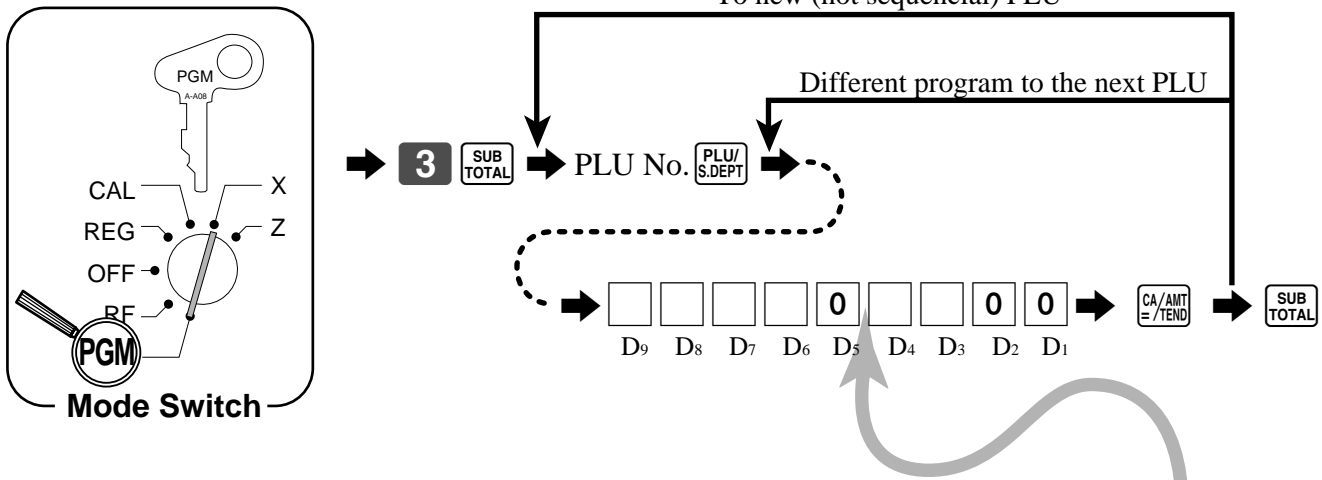 To new (not sequencial) PLU
Different program to the next PLU
PGM
A-A08
CAL
X
REG
Z
OFF
RF
PGM
Mode Switch
3 SUB TOTAL PLU No. PLU/ S.DEPT
0 0 0 CA/AMT =/TEND SUB TOTAL
D9 D8 D7 D6 D5 D4 D3 D2 D1